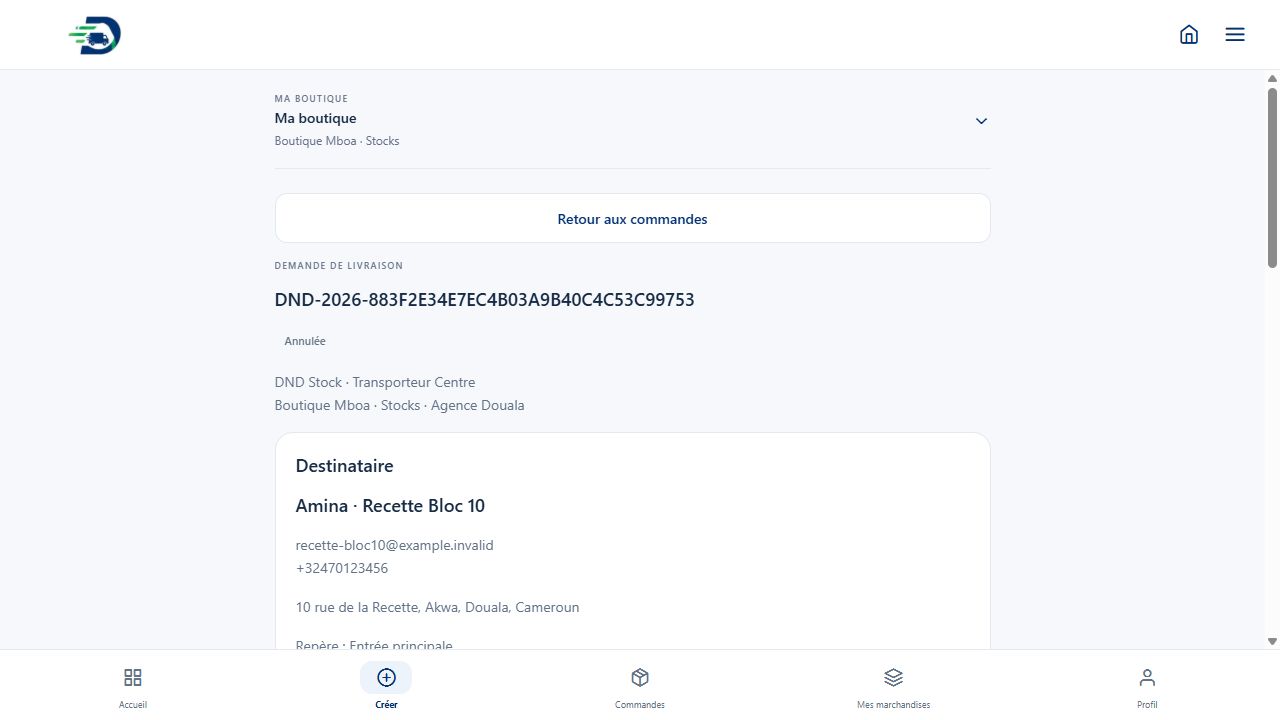 MA BOUTIQUE
Ma boutique
Boutique Mboa · Stocks
Retour aux commandes
DEMANDE DE LIVRAISON
DND-2026-883F2E34E7EC4B03A9B40C4C53C99753
Annulée
DND Stock · Transporteur Centre
Boutique Mboa · Stocks · Agence Douala
Destinataire
Amina · Recette Bloc 10
recette-bloc10@example.invalid
+32470123456
10 rue de la Recette, Akwa, Douala, Cameroun
Repère : Entrée principale
Accueil
Créer
Commandes
Mes marchandises
Profil